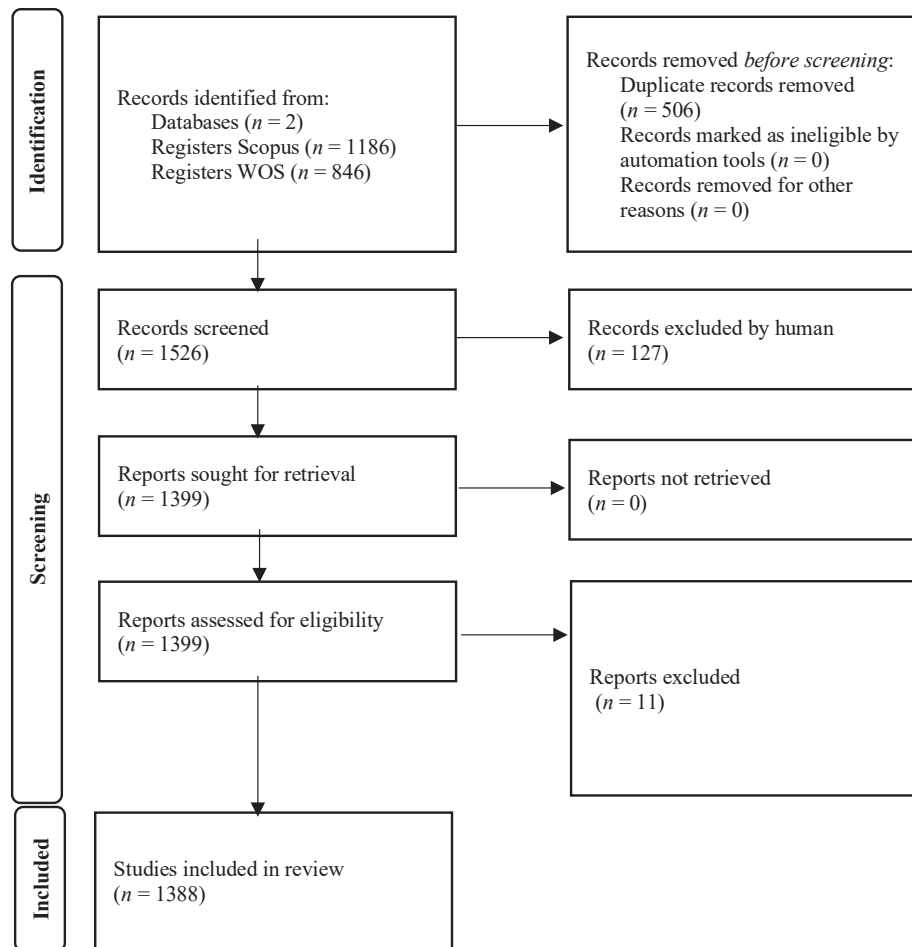 Identification
Records identified from:
Databases (n = 2)
Registers Scopus (n = 1186)
Registers WOS (n = 846)
Records removed before screening:
Duplicate records removed
(n = 506)
Records marked as ineligible by
automation tools (n = 0)
Records removed for other
reasons (n = 0)
Screening
Records screened
(n = 1526)
Records excluded by human
(n = 127)
Reports sought for retrieval
(n = 1399)
Reports not retrieved
(n = 0)
Reports assessed for eligibility
(n = 1399)
Reports excluded
(n = 11)
Included
Studies included in review
(n = 1388)